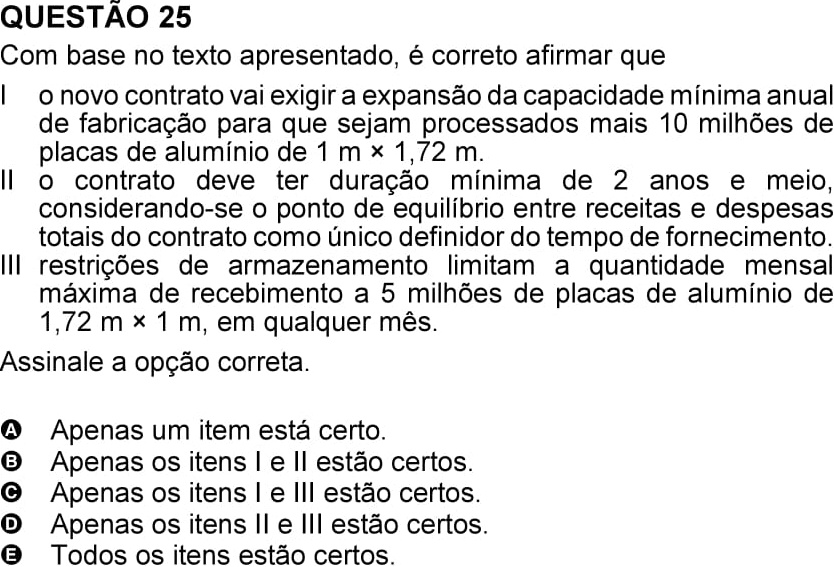 QUESTÃO 25
Com base no texto apresentado, é correto afirmar que
I o novo contrato vai exigir a expansão da capacidade mínima anual
de fabricação para que sejam processados mais 10 milhões de
placas de alumínio de 1 m × 1,72 m.
II o contrato deve ter duração mínima de 2 anos e meio,
considerando-se o ponto de equilíbrio entre receitas e despesas
totais do contrato como único definidor do tempo de fornecimento.
III restrições de armazenamento limitam a quantidade mensal
máxima de recebimento a 5 milhões de placas de alumínio de
1,72 m × 1 m, em qualquer mês.
Assinale a opção correta.
A Apenas um item está certo.
B Apenas os itens I e II estão certos.
C Apenas os itens I e III estão certos.
D Apenas os itens II e III estão certos.
E Todos os itens estão certos.